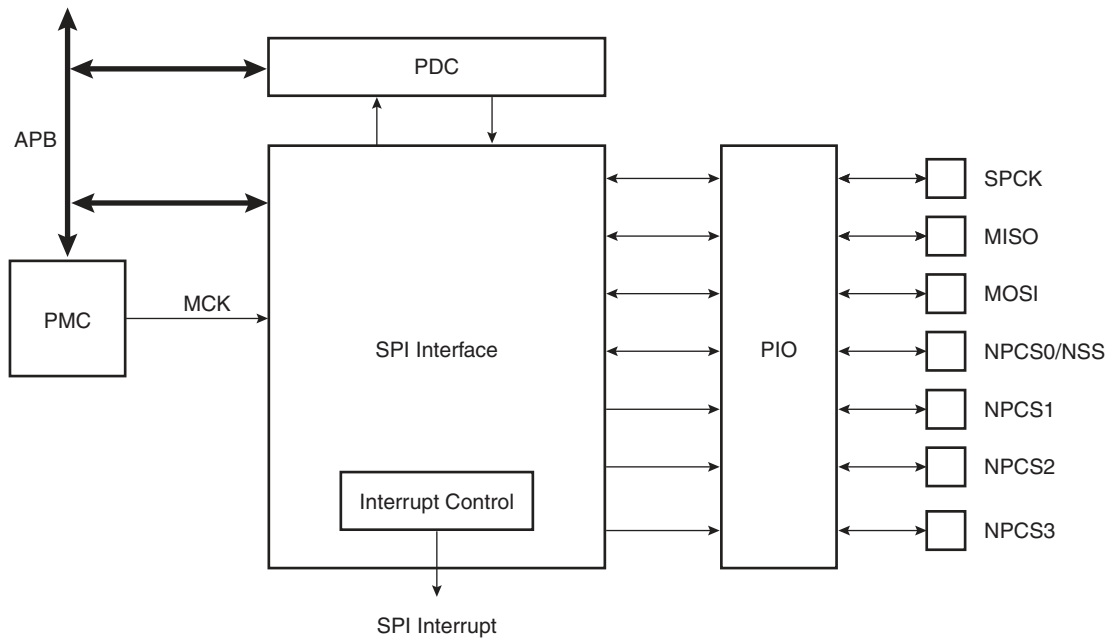 PDC
APB
SPCK
MISO
MCK
MOSI
PMC
SPI Interface
PIO
NPCS0/NSS
NPCS1
NPCS2
Interrupt Control
NPCS3
SPI Interrupt